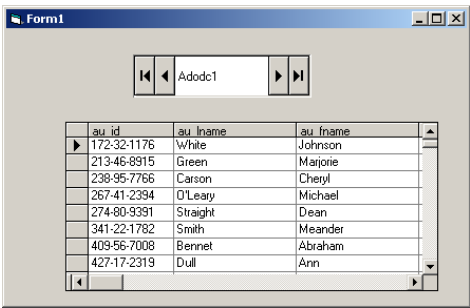 Form1
Adodc1
au_id au_lname au_fname
172-32-1176 White Johnson
213-46-8915 Green Marjorie
238-95-7766 Carson Cheryl
267-41-2394 O'Leary Michael
274-80-9391 Straight Dean
341-22-1782 Smith Meander
409-56-7008 Bennet Abraham
427-17-2319 Dull Ann